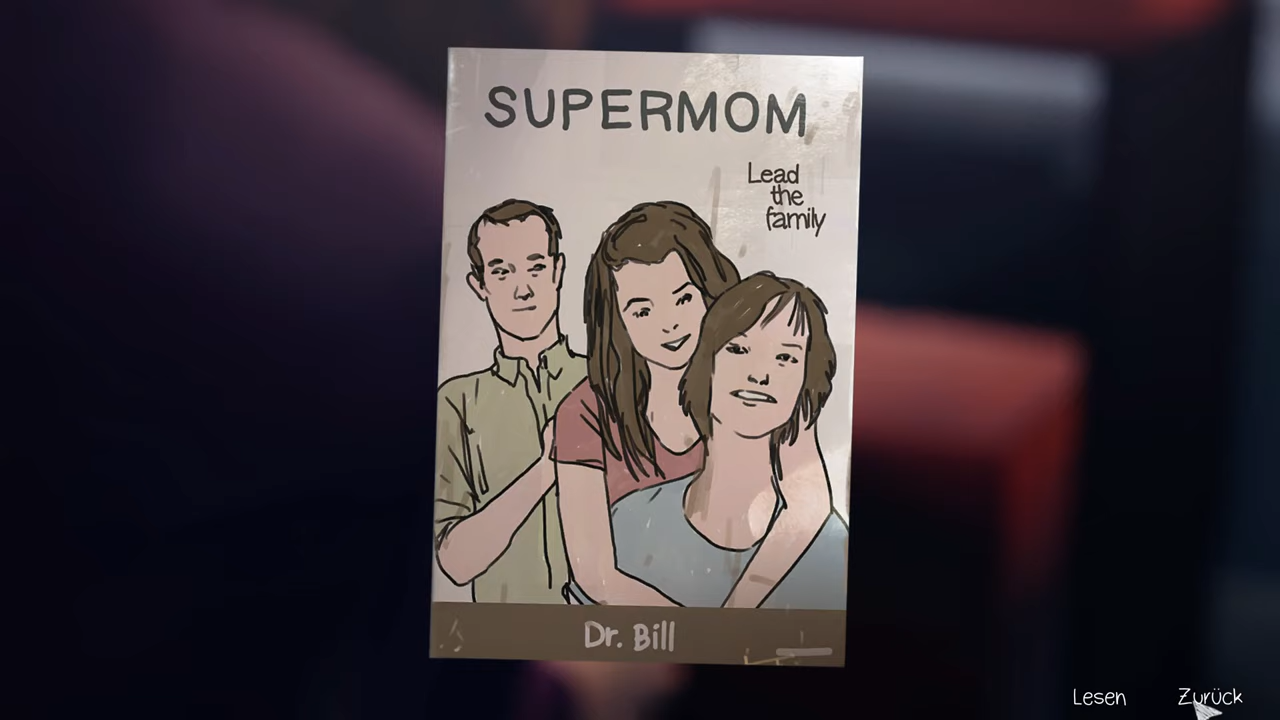 SUPERMOM
Lead
the
family
Dr. Bill
Lesen Zurück